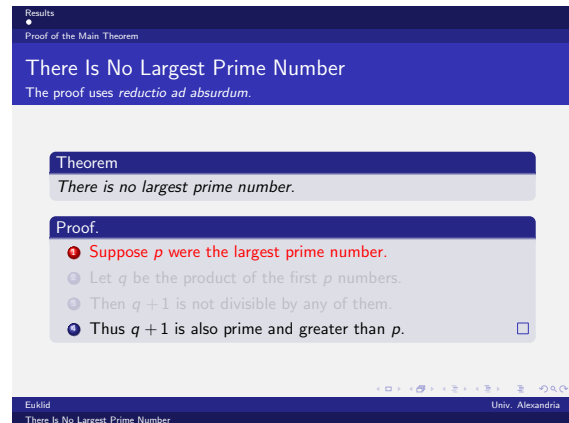 Results
Proof of the Main Theorem
There Is No Largest Prime Number
The proof uses reductio ad absurdum.
Theorem
There is no largest prime number.
Proof.
1 Suppose p were the largest prime number.
2 Let q be the product of the first p numbers.
3 Then q + 1 is not divisible by any of them.
4 Thus q + 1 is also prime and greater than p.
Euklid Univ. Alexandria
There Is No Largest Prime Number